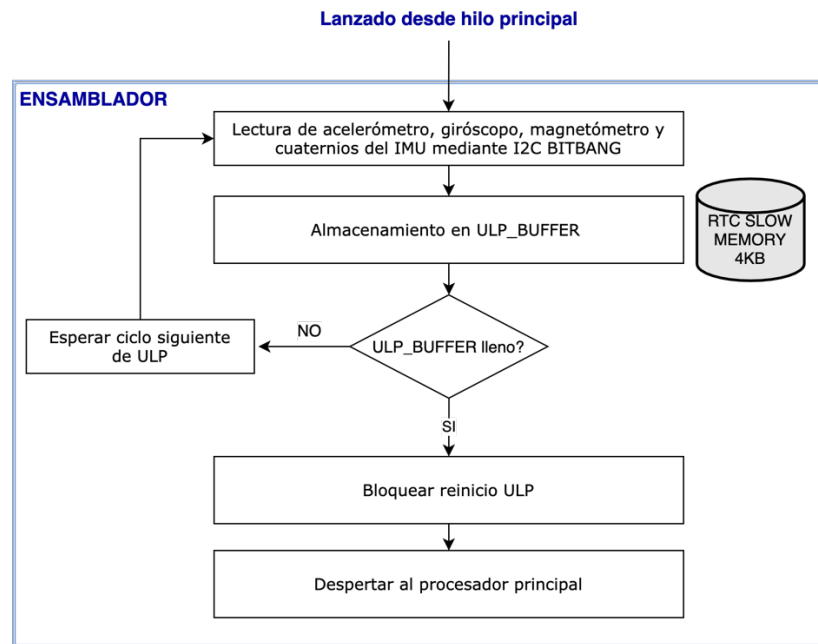 Lanzado desde hilo principal
ENSAMBLADOR
Lectura de acelerómetro, giróscopo, magnetómetro y
cuaternios del IMU mediante I2C BITBANG
Almacenamiento en ULP_BUFFER
RTC SLOW
MEMORY
4KB
ULP_BUFFER lleno?
NO
Esperar ciclo siguiente
de ULP
SI
Bloquear reinicio ULP
Despertar al procesador principal